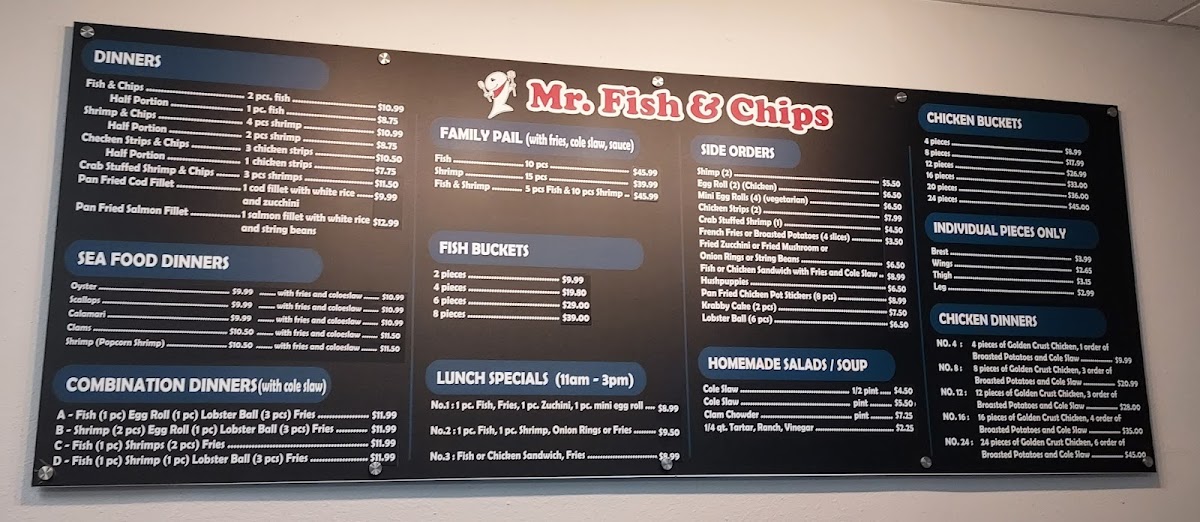 DINNERS
Fish & Chips 2 pcs. fish $10.99
Half Portion 1 pc. fish $8.75
Shrimp & Chips 4 pcs shrimp $10.99
Half Portion 2 pcs shrimp $8.75
Checken Strips & Chips 3 chicken strips $10.50
Half Portion 1 chicken strips $7.75
Crab Stuffed Shrimp & Chips 3 pcs shrimps $11.50
Pan Fried Cod Fillet 1 cod fillet with white rice $9.99
and zucchini
Pan Fried Salmon Fillet 1 salmon fillet with white rice $12.99
and string beans
SEA FOOD DINNERS
Oyster $9.99 with fries and coloeslaw $10.99
Scallops $9.99 with fries and coloeslaw $10.99
Calamari $9.99 with fries and coloeslaw $10.99
Clams $10.50 with fries and coloeslaw $11.50
Shrimp (Popcorn Shrimp) $10.50 with fries and coloeslaw $11.50
COMBINATION DINNERS (with cole slaw)
A - Fish (1 pc) Egg Roll (1 pc) Lobster Ball (3 pcs) Fries $11.99
B - Shrimp (2 pcs) Egg Roll (1 pc) Lobster Ball (3 pcs) Fries $11.99
C - Fish (1 pc) Shrimps (2 pcs) Fries $11.99
D - Fish (1 pc) Shrimp (1 pc) Lobster Ball (3 pcs) Fries $11.99
Mr. Fish & Chips
FAMILY PAIL (with fries, cole slaw, sauce)
Fish 10 pcs $45.99
Shrimp 15 pcs $39.99
Fish & Shrimp 5 pcs Fish & 10 pcs Shrimp $45.99
FISH BUCKETS
2 pieces $9.99
4 pieces $19.80
6 pieces $29.00
8 pieces $39.00
LUNCH SPECIALS (11am - 3pm)
No.1 : 1 pc. Fish, Fries, 1 pc. Zuchini, 1 pc. mini egg roll $8.99
No.2 : 1 pc. Fish, 1 pc. Shrimp, Onion Rings or Fries $9.50
No.3 : Fish or Chicken Sandwich, Fries $8.99
SIDE ORDERS
Shimp (2) $5.50
Egg Roll (2) (Chicken) $6.50
Mini Egg Rolls (4) (vegetarian) $6.50
Chicken Strips (2) $7.99
Crab Stuffed Shrimp (1) $4.50
French Fries or Broasted Potatoes (4 slices) $3.50
Fried Zucchini or Fried Mushroom or
Onion Rings or String Beans $6.50
Fish or Chicken Sandwich with Fries and Cole Slaw $8.99
Hushpuppies $6.50
Pan Fried Chicken Pot Stickers (8 pcs) $8.99
Krabby Cake (2 pcs) $7.50
Lobster Ball (6 pcs) $6.50
HOMEMADE SALADS / SOUP
Cole Slaw 1/2 pint $4.50
Cole Slaw pint $5.50
Clam Chowder pint $7.25
1/4 qt. Tartar, Ranch, Vinegar $2.25
CHICKEN BUCKETS
4 pieces $8.99
8 pieces $17.99
12 pieces $26.99
16 pieces $33.00
20 pieces $36.00
24 pieces $45.00
INDIVIDUAL PIECES ONLY
Brest $3.99
Wings $2.65
Thigh $3.15
Leg $2.99
CHICKEN DINNERS
NO. 4 : 4 pieces of Golden Crust Chicken, 1 order of
Broasted Potatoes and Cole Slaw $9.99
NO. 8 : 8 pieces of Golden Crust Chicken, 3 order of
Broasted Potatoes and Cole Slaw $20.99
NO. 12 : 12 pieces of Golden Crust Chicken, 3 order of
Broasted Potatoes and Cole Slaw $28.00
NO. 16 : 16 pieces of Golden Crust Chicken, 4 order of
Broasted Potatoes and Cole Slaw $35.00
NO. 24 : 24 pieces of Golden Crust Chicken, 6 order of
Broasted Potatoes and Cole Slaw $45.00